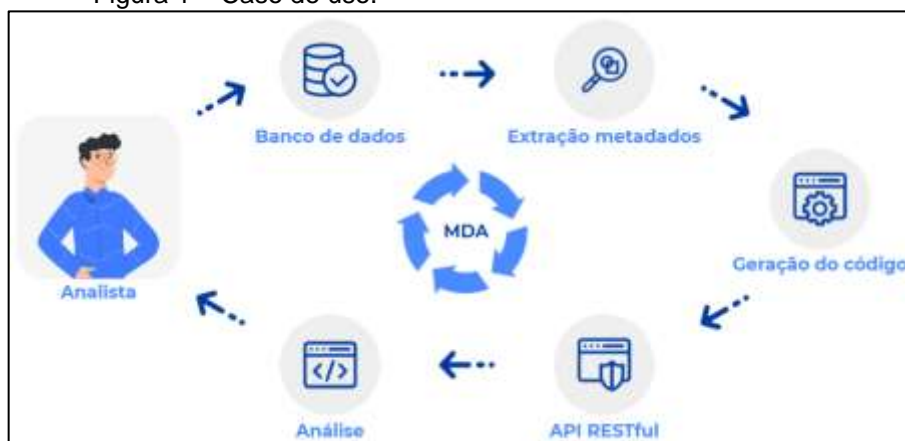 Figura 1 – Caso de uso.
Banco de dados
Extração metadados
MDA
Geração do código
Analista
Análise
API RESTful